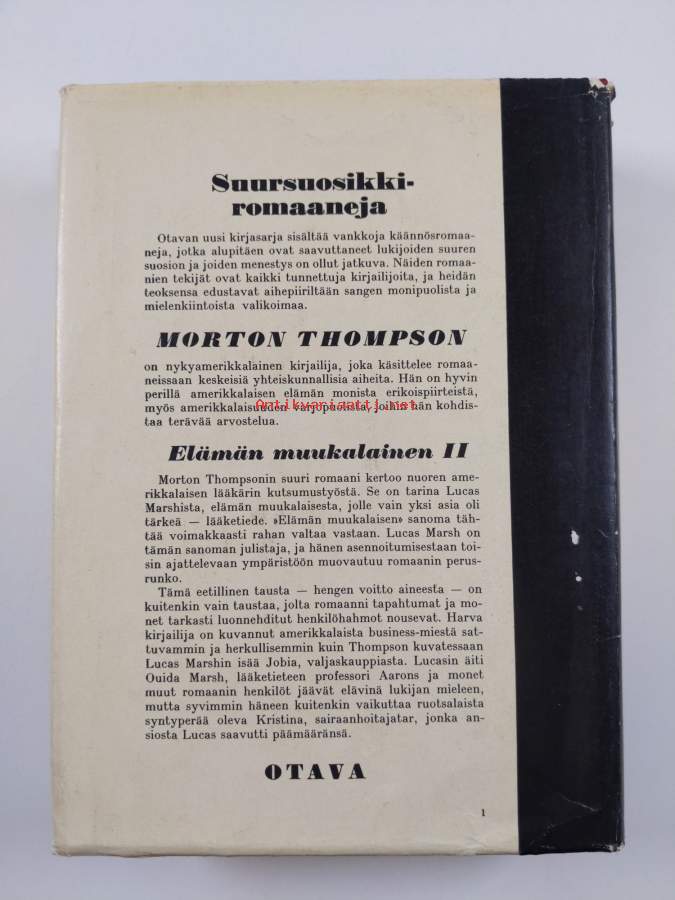 Suursuosikki-
romaaneja
Otavan uusi kirjasarja sisältää vankkoja käännösromaa-
neja, jotka alupitäen ovat saavuttaneet lukijoiden suuren
suosion ja joiden menestys on ollut jatkuva. Näiden romaa-
nien tekijät ovat kaikki tunnettuja kirjailijoita, ja heidän
teoksensa edustavat aihepiiriltään sangen monipuolista ja
mielenkiintoista valikoimaa.
MORTON THOMPSON
on nykyamerikkalainen kirjailija, joka käsittelee romaa-
neissaan keskeisiä yhteiskunnallisia aiheita. Hän on hyvin
perillä amerikkalaisen elämän monista erikoispiirteistä,
myös amerikkalaisuuden varjopuolista, joihin hän kohdis-
Antikvariaatti.net
taa terävää arvostelua.
Elämän muukalainen II
Morton Thompsonin suuri romaani kertoo nuoren ame-
rikkalaisen lääkärin kutsumustyöstä. Se on tarina Lucas
Marshista, elämän muukalaisesta, jolle vain yksi asia oli
tärkeä — lääketiede. »Elämän muukalaisen» sanoma täh-
tää voimakkaasti rahan valtaa vastaan. Lucas Marsh on
tämän sanoman julistaja, ja hänen asennoitumisestaan toi-
sin ajattelevaan ympäristöön muovautuu romaanin perus-
runko.
Tämä eetillinen tausta — hengen voitto aineesta — on
kuitenkin vain taustaa, jolta romaanni tapahtumat ja mo-
net tarkasti luonnehditut henkilöhahmot nousevat. Harva
kirjailija on kuvannut amerikkalaista business-miestä sat-
tuvammin ja herkullisemmin kuin Thompson kuvatessaan
Lucas Marshin isää Jobia, valjaskauppiasta. Lucasin äiti
Ouida Marsh, lääketieteen professori Aarons ja monet
muut romaanin henkilöt jäävät elävinä lukijan mieleen,
mutta syvimmin häneen kuitenkin vaikuttaa ruotsalaista
syntyperää oleva Kristina, sairaanhoitajatar, jonka an-
siosta Lucas saavutti päämääränsä.
OTAVA
1